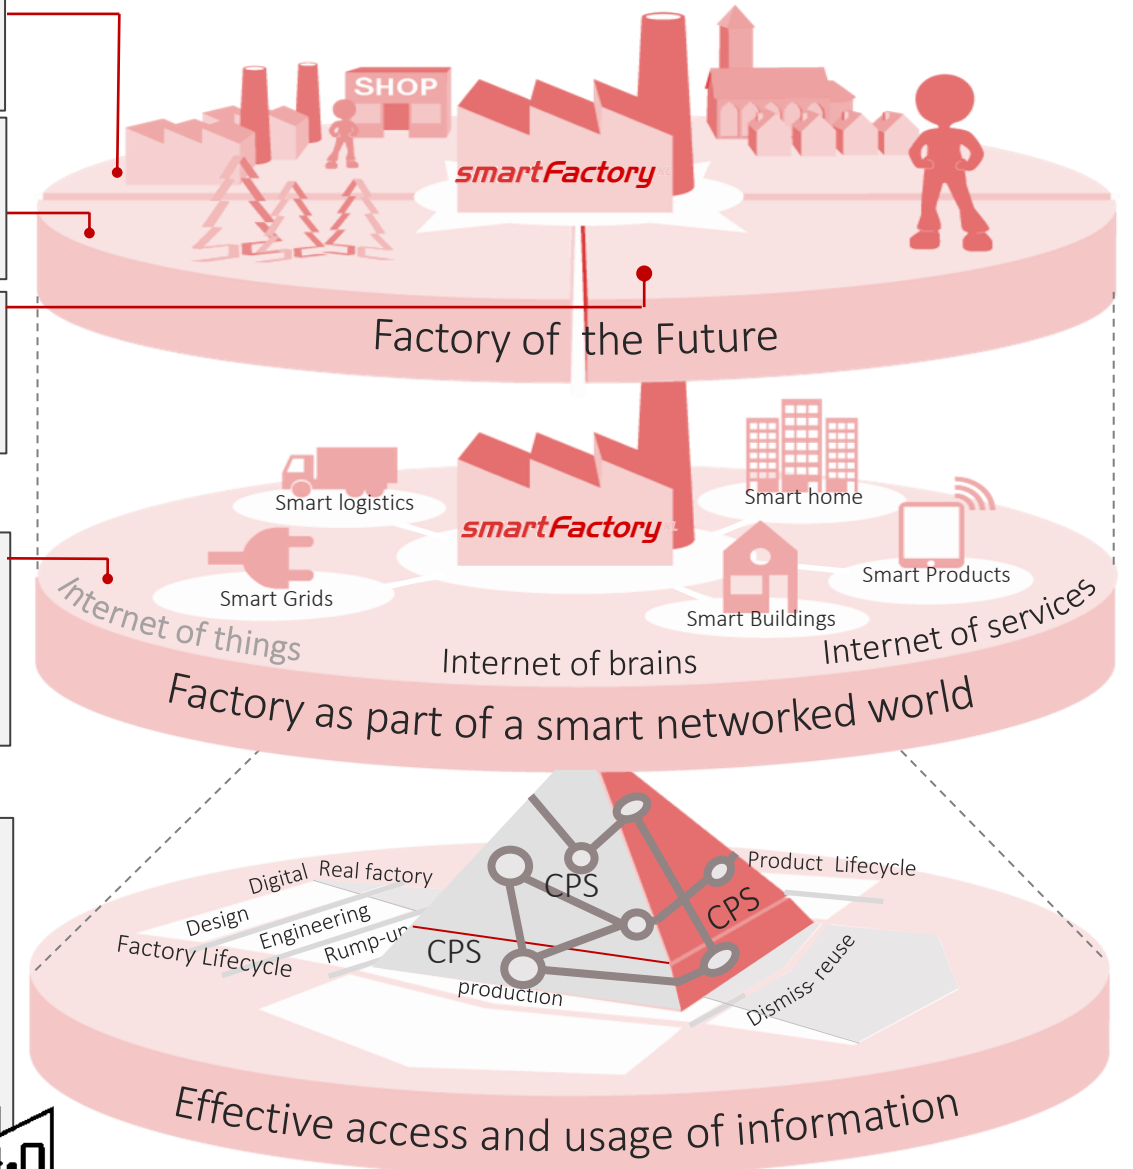 SHOP
smartFactory
Factory of the Future
Smart logistics
Smart home
smartFactory
Smart Products
Smart Grids
Smart Buildings
Internet of things
Internet of brains
Internet of services
Factory as part of a smart networked world
Digital Real factory
Product Lifecycle
CPS
CPS
Design
Engineering
Factory Lifecycle
Rump-up
CPS
production
Dismiss- reuse
Effective access and usage of information